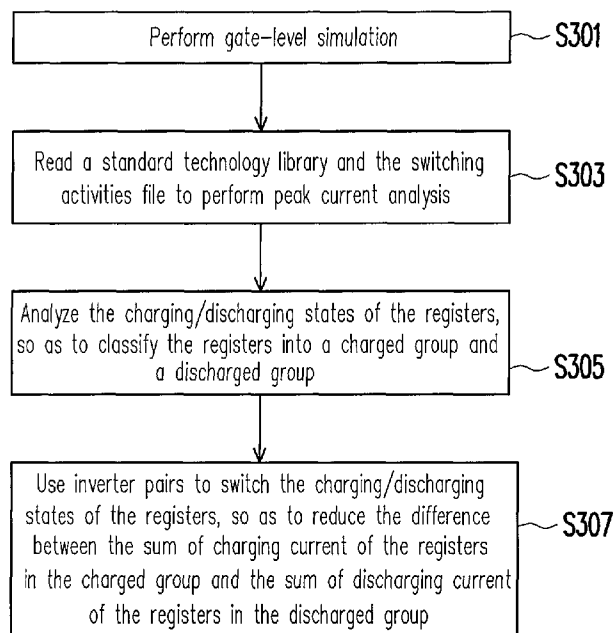 Perform gate-level simulation
S301
Read a standard technology library and the switching
activities file to perform peak current analysis
S303
Analyze the charging/discharging states of the registers,
so as to classify the registers into a charged group and
a discharged group
S305
Use inverter pairs to switch the charging/discharging
states of the registers, so as to reduce the difference
between the sum of charging current of the registers
in the charged group and the sum of discharging current
of the registers in the discharged group
S307